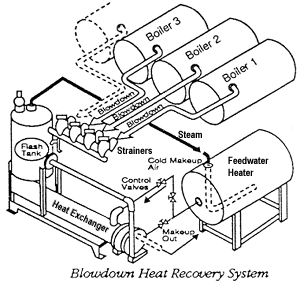 Boiler 3
Boiler 2
Boiler 1
Blowdown
Blowdown
Blowdown
Steam
Strainers
Flash
Tank
Cold Makeup
Air
Feedwater
Heater
Control
Valves
Heat Exchanger
Makeup
Out
Blowdown Heat Recovery System